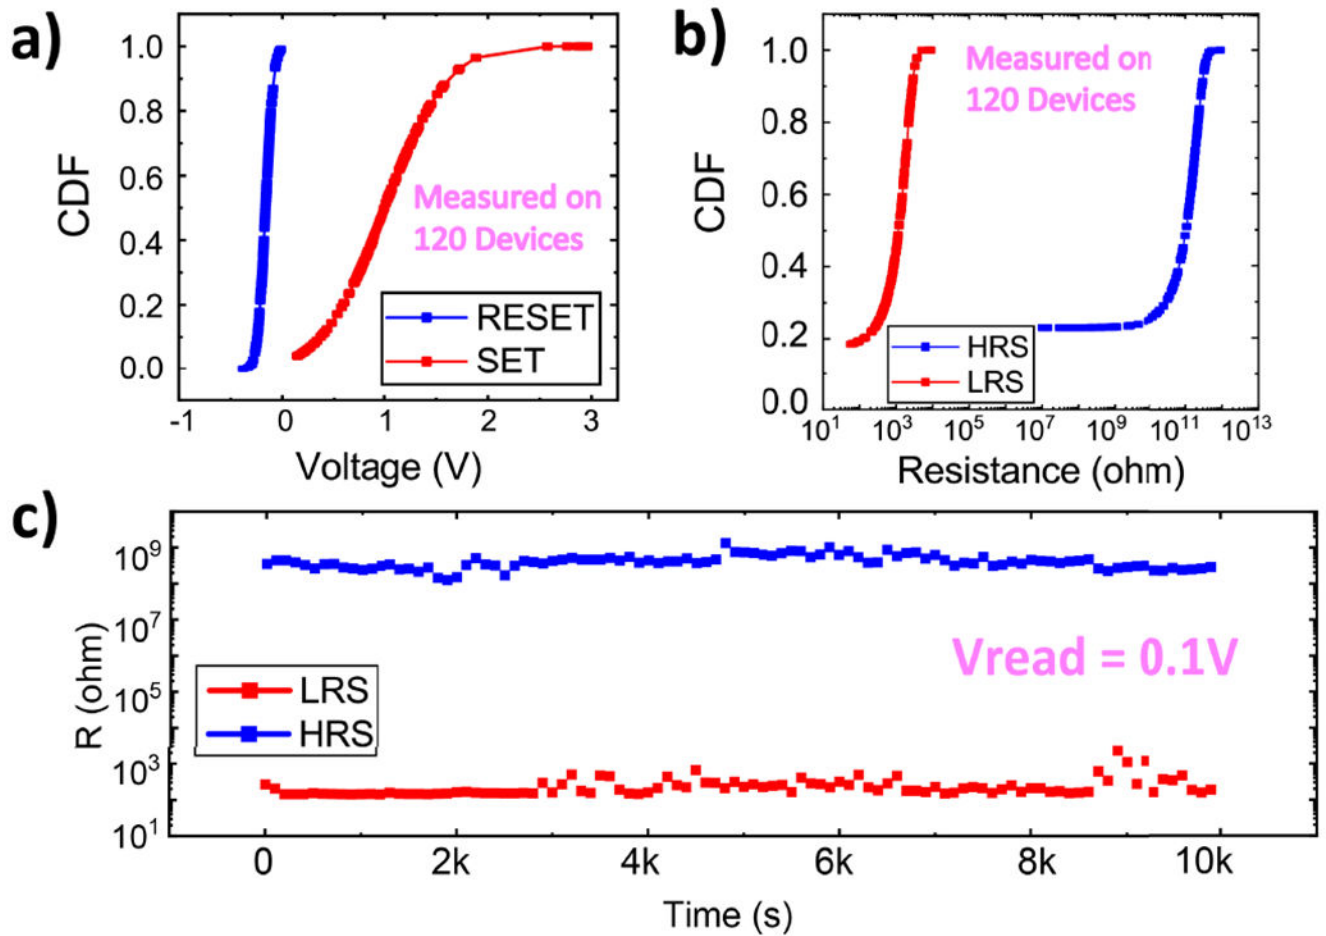 a)
CDF
1.0
0.8
0.6
0.4
0.2
0.0
-1 0 1 2 3
Voltage (V)
Measured on
120 Devices
RESET
SET
b)
CDF
1.0
0.8
0.6
0.4
0.2
0.0
10^1 10^3 10^5 10^7 10^9 10^11 10^13
Resistance (ohm)
Measured on
120 Devices
HRS
LRS
c)
R (ohm)
10^9
10^7
10^5
10^3
10^1
0 2k 4k 6k 8k 10k
Time (s)
LRS
HRS
Vread = 0.1V